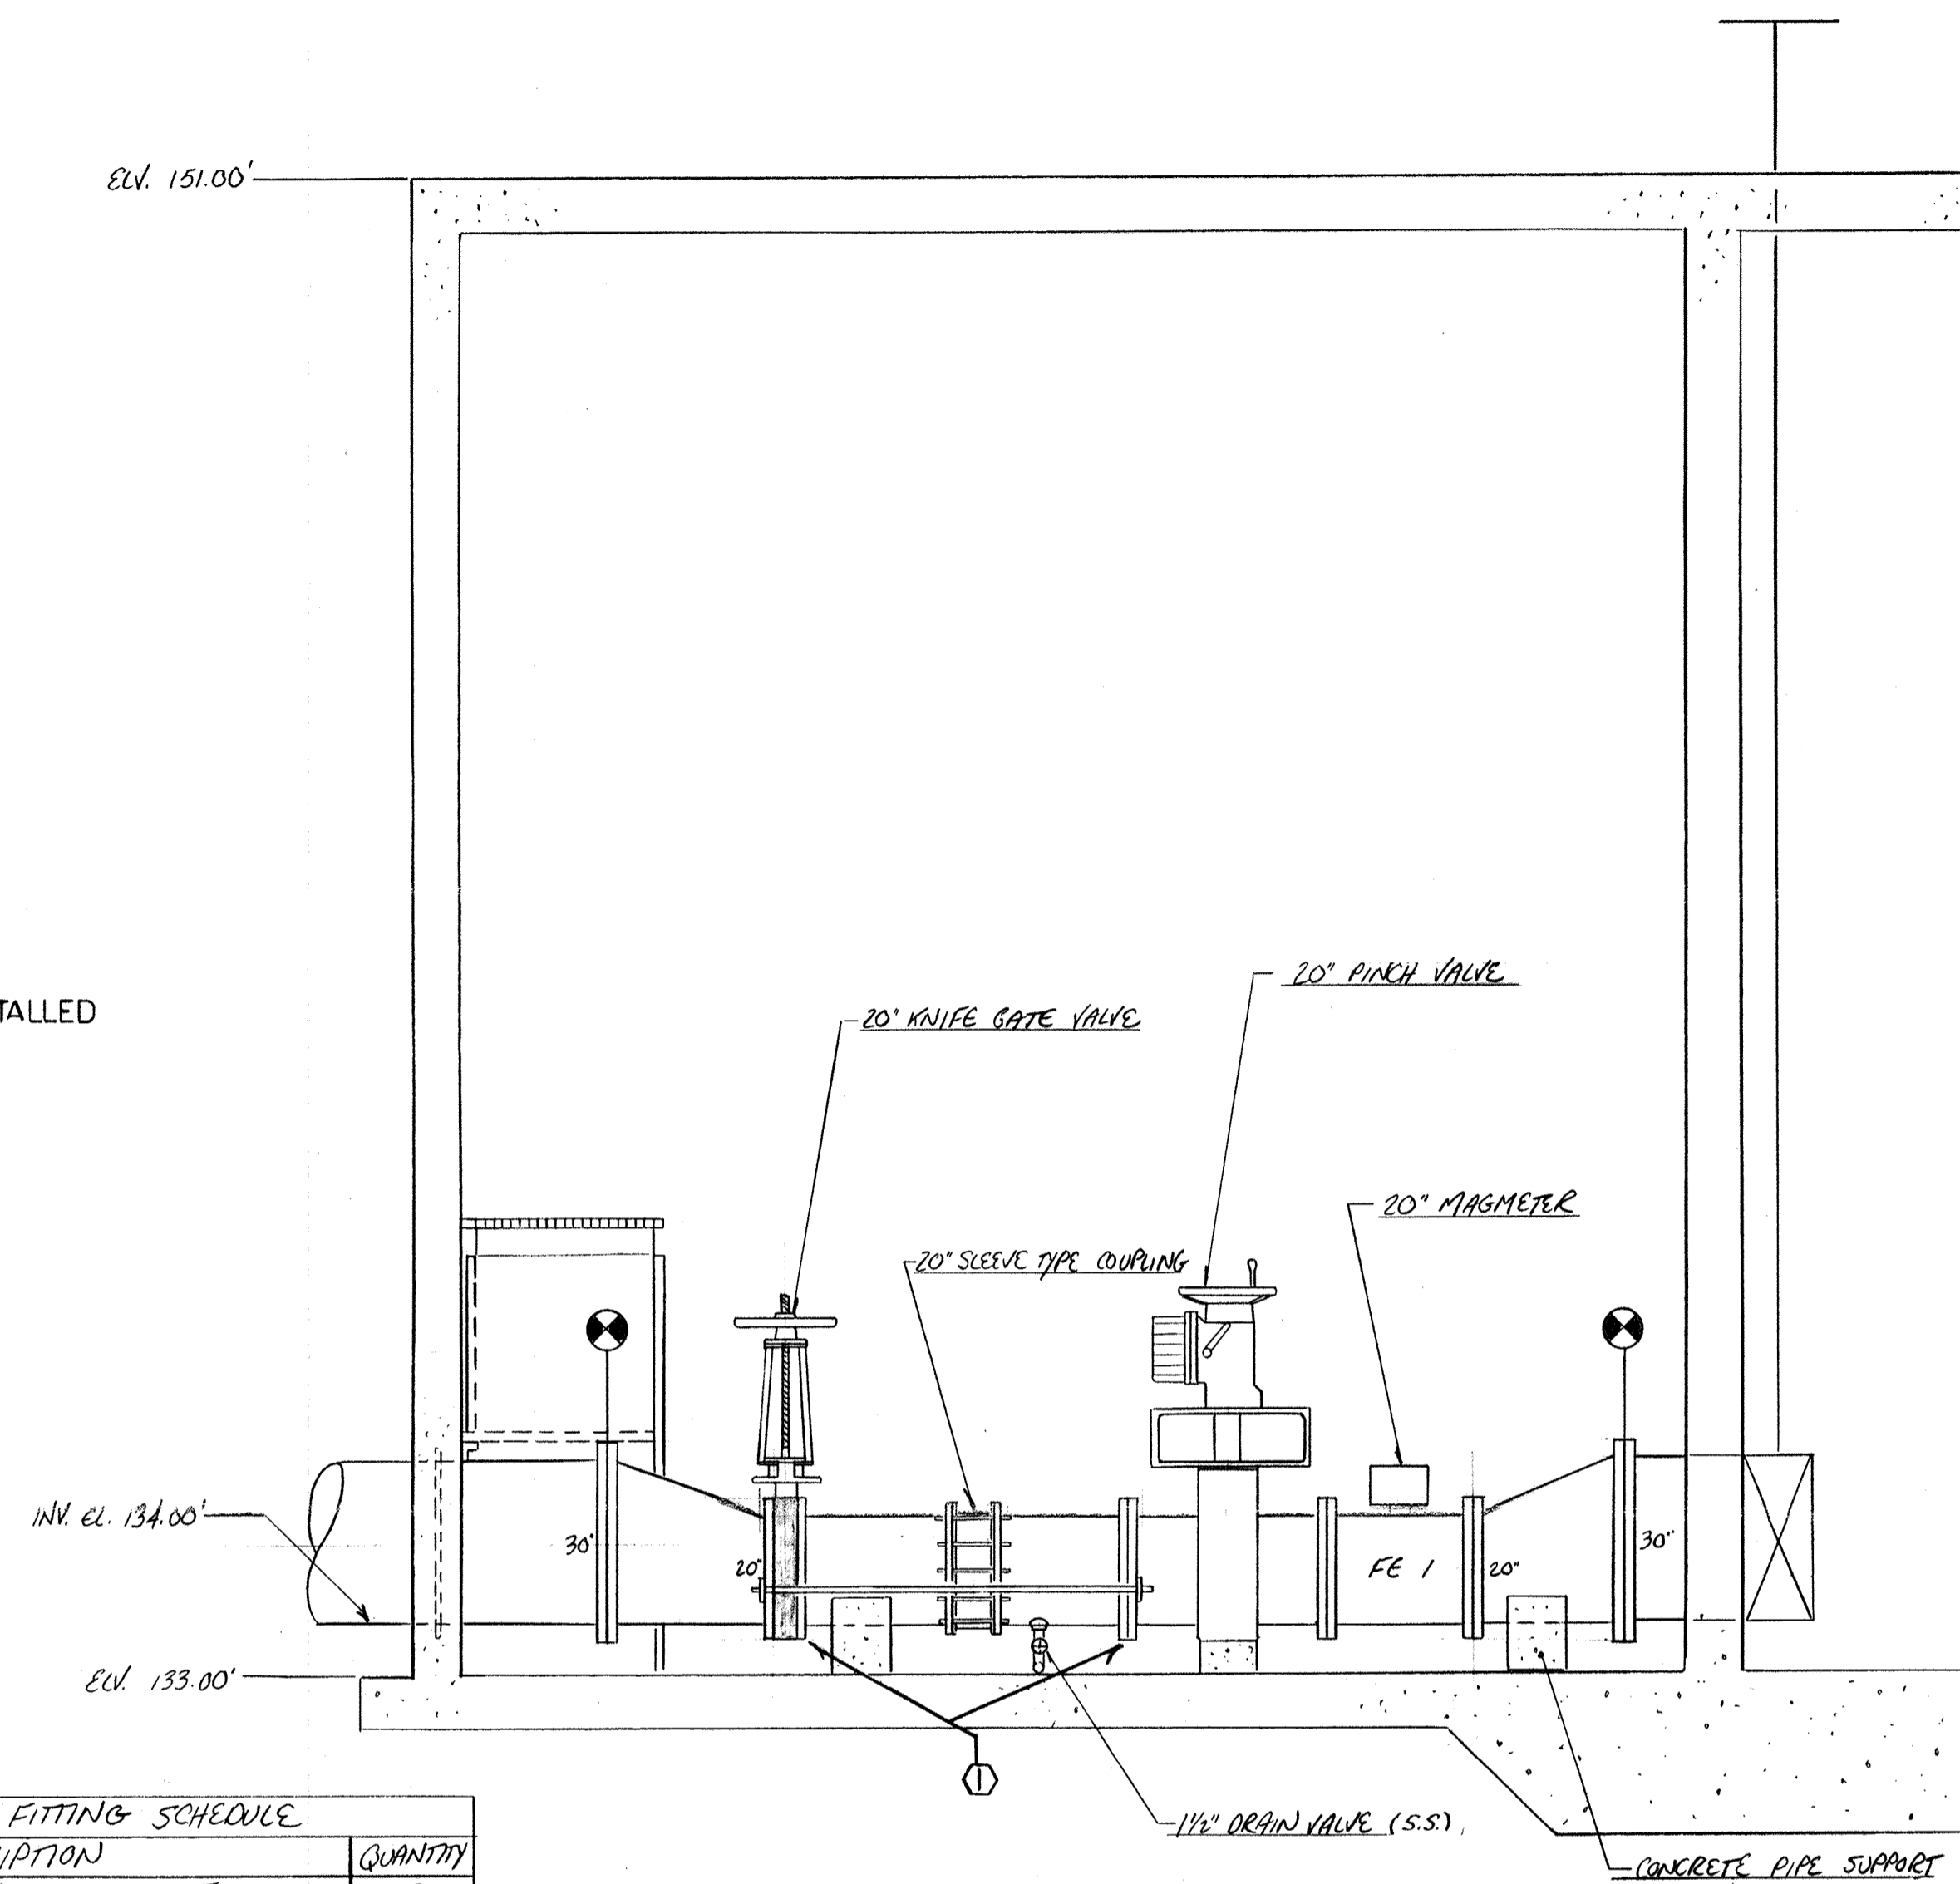 ELV. 151.00'
TALLED
20" PINCH VALVE
20" KNIFE GATE VALVE
20" MAGMETER
20" SLEEVE TYPE COUPLING
INV. EL. 134.00'
30"
20"
FE 1
20"
30"
ELV. 133.00'
1
1½" DRAIN VALVE (S.S.)
CONCRETE PIPE SUPPORT
FITTING SCHEDULE
IPTION
QUANTITY